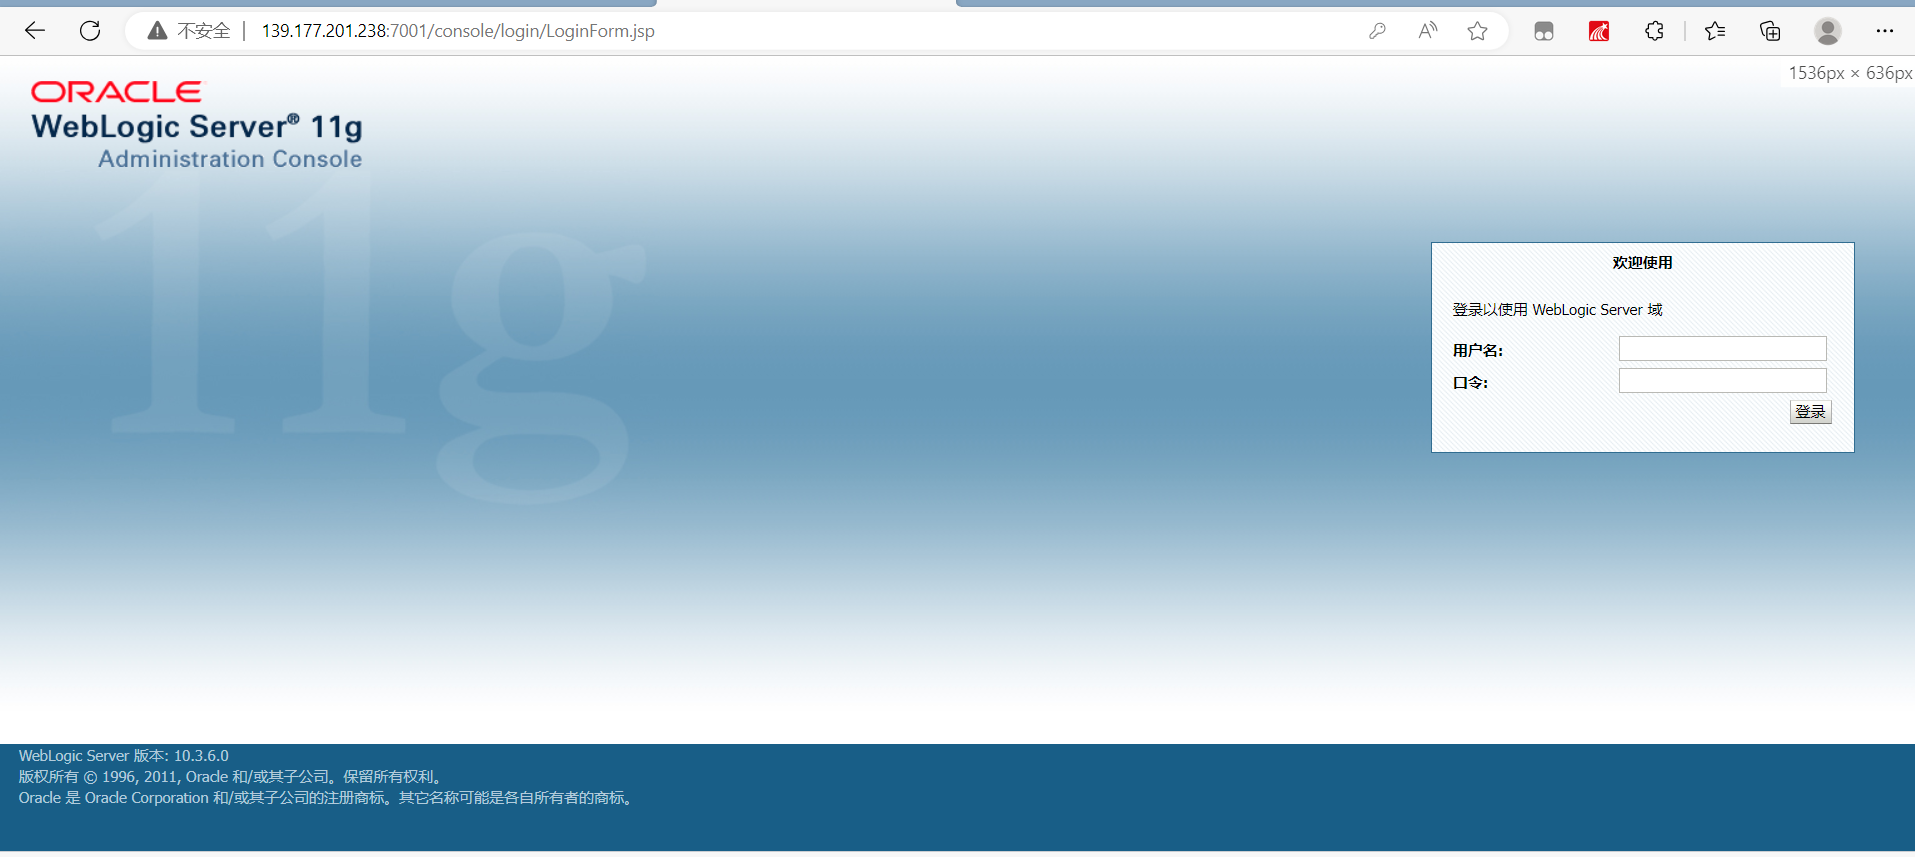 不安全 139.177.201.238:7001/console/login/LoginForm.jsp
1536px × 636px
ORACLE
WebLogic Server® 11g
Administration Console
11g
欢迎使用
登录以使用 WebLogic Server 域
用户名:
口令:
登录
WebLogic Server 版本: 10.3.6.0
版权所有 © 1996, 2011, Oracle 和/或其子公司。保留所有权利。
Oracle 是 Oracle Corporation 和/或其子公司的注册商标。其它名称可能是各自所有者的商标。